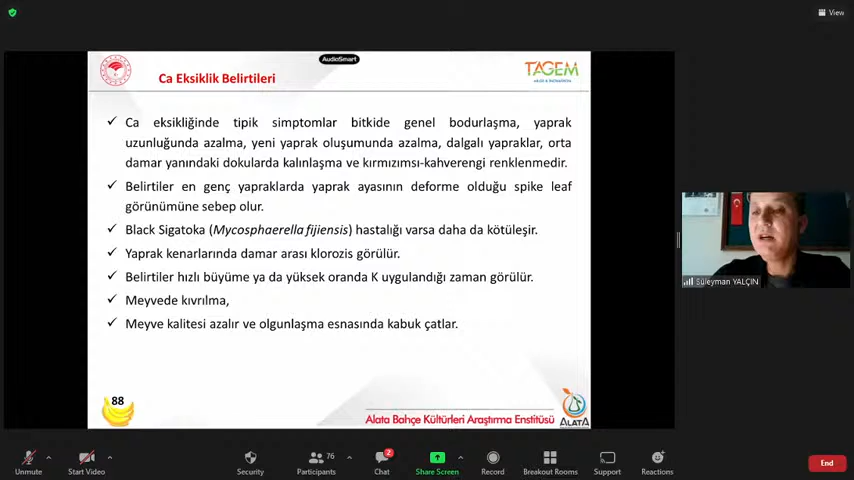 View
AudioSmart
Ca Eksiklik Belirtileri
TAGEM
Ca eksikliğinde tipik simptomlar bitkide genel bodurlaşma, yaprak
uzunluğunda azalma, yeni yaprak oluşumunda azalma, dalgalı yapraklar, orta
damar yanındaki dokularda kalınlaşma ve kırmızımsı-kahverengi renklenmedir.
Belirtiler en genç yapraklarda yaprak ayasının deforme olduğu spike leaf
görünümüne sebep olur.
Black Sigatoka (Mycosphaerella fijiensis) hastalığı varsa daha da kötüleşir.
Yaprak kenarlarında damar arası klorozis görülür.
Belirtiler hızlı büyüme ya da yüksek oranda K uygulandığı zaman görülür.
Meyvede kıvrılma,
Meyve kalitesi azalır ve olgunlaşma esnasında kabuk çatlar.
88
Alata Bahçe Kültürleri Araştırma Enstitüsü
ALATA
Süleyman YALÇIN
Unmute
Start Video
Security
76
Participants
2
Chat
Share Screen
Record
Breakout Rooms
Support
Reactions
End